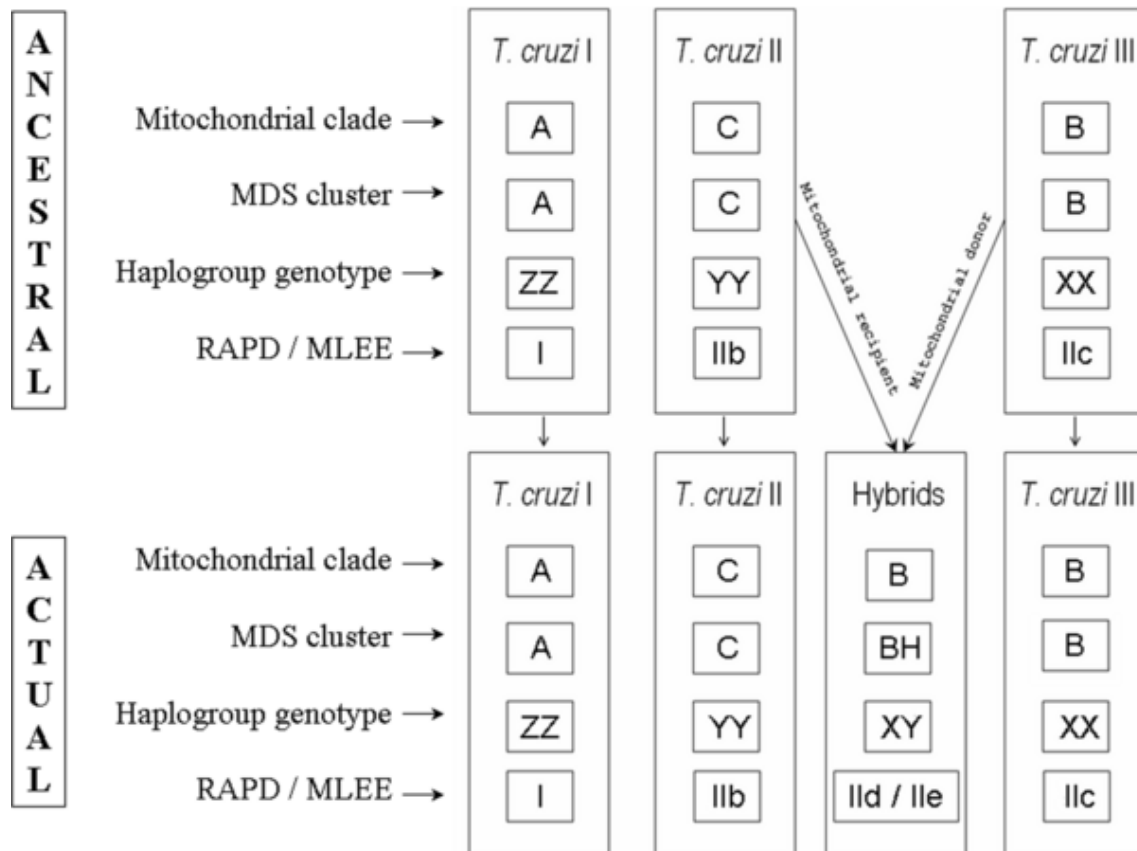 ANCESTRAL
T. cruzi I
T. cruzi II
T. cruzi III
Mitochondrial clade
A
C
B
MDS cluster
A
C
B
Haplogroup genotype
ZZ
YY
XX
RAPD / MLEE
I
IIb
IIc
Mitochondrial recipient
Mitochondrial donor
ACTUAL
T. cruzi I
T. cruzi II
Hybrids
T. cruzi III
Mitochondrial clade
A
C
B
B
MDS cluster
A
C
BH
B
Haplogroup genotype
ZZ
YY
XY
XX
RAPD / MLEE
I
IIb
IId / IIe
IIc